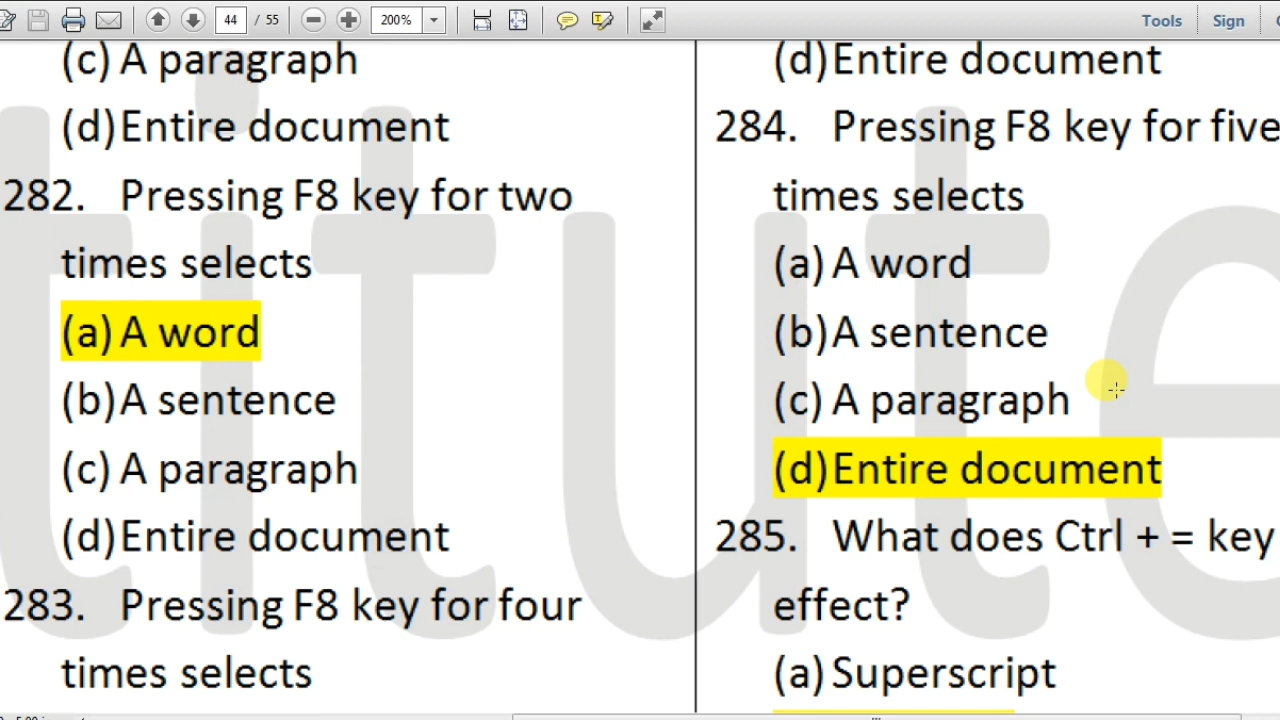 44 / 55
200%
Tools
Sign
(c) A paragraph
(d) Entire document
282. Pressing F8 key for two
times selects
(a) A word
(b) A sentence
(c) A paragraph
(d) Entire document
283. Pressing F8 key for four
times selects
(d) Entire document
284. Pressing F8 key for five
times selects
(a) A word
(b) A sentence
(c) A paragraph
(d) Entire document
285. What does Ctrl + = key
effect?
(a) Superscript
titute